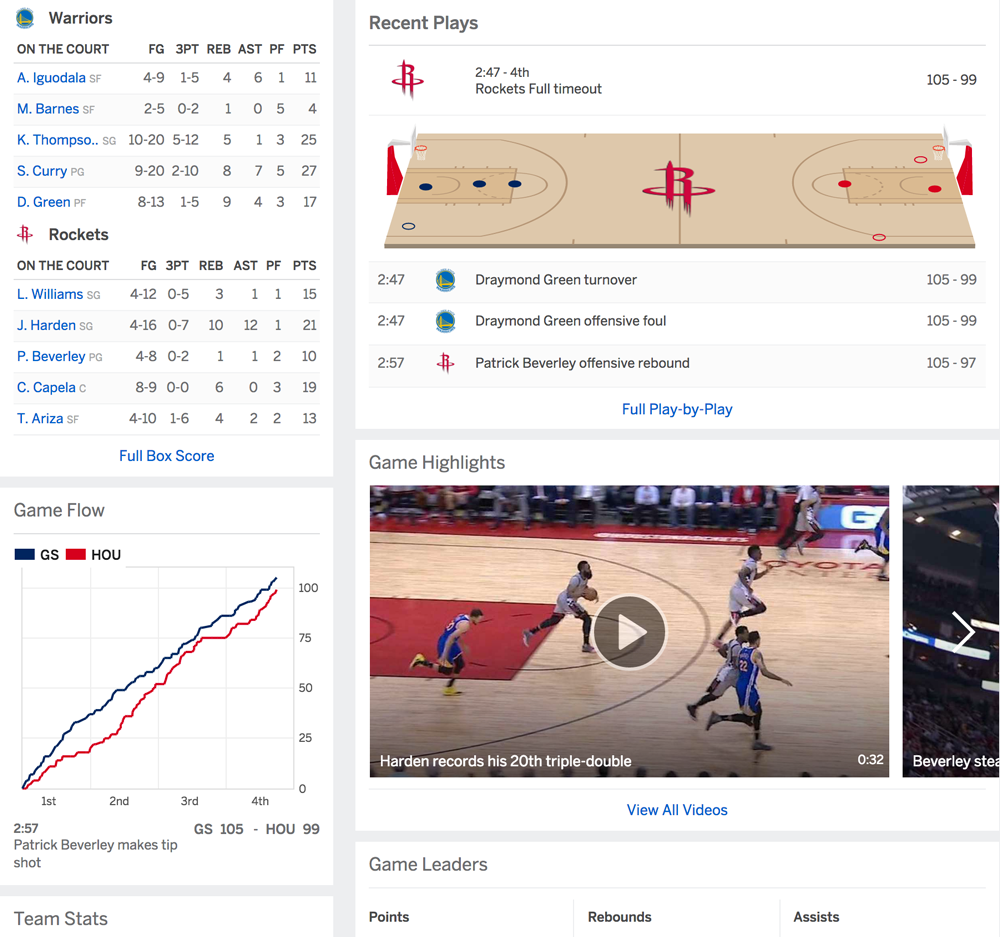 Warriors
ON THE COURT FG 3PT REB AST PF PTS
A. Iguodala SF 4-9 1-5 4 6 1 11
M. Barnes SF 2-5 0-2 1 0 5 4
K. Thompso.. SG 10-20 5-12 5 1 3 25
S. Curry PG 9-20 2-10 8 7 5 27
D. Green PF 8-13 1-5 9 4 3 17
Rockets
ON THE COURT FG 3PT REB AST PF PTS
L. Williams SG 4-12 0-5 3 1 1 15
J. Harden SG 4-16 0-7 10 12 1 21
P. Beverley PG 4-8 0-2 1 1 2 10
C. Capela C 8-9 0-0 6 0 3 19
T. Ariza SF 4-10 1-6 4 2 2 13
Full Box Score
Game Flow
GS HOU
100
75
50
25
0
1st 2nd 3rd 4th
2:57 GS 105 - HOU 99
Patrick Beverley makes tip
shot
Team Stats
Recent Plays
2:47 - 4th
Rockets Full timeout
105 - 99
R
2:47 Draymond Green turnover 105 - 99
2:47 Draymond Green offensive foul 105 - 99
2:57 Patrick Beverley offensive rebound 105 - 97
Full Play-by-Play
Game Highlights
TOYOTA
22
Harden records his 20th triple-double 0:32
Beverley stea
View All Videos
Game Leaders
Points Rebounds Assists